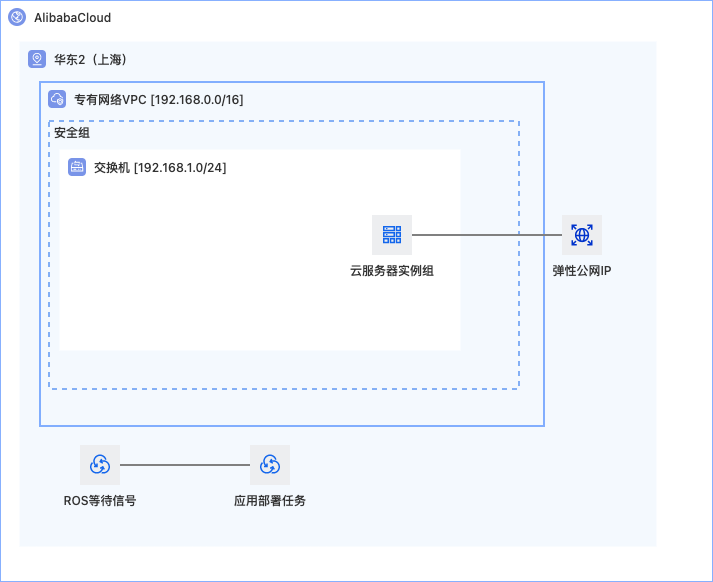 AlibabaCloud
华东2（上海）
专有网络VPC [192.168.0.0/16]
安全组
交换机 [192.168.1.0/24]
云服务器实例组
弹性公网IP
ROS等待信号
应用部署任务